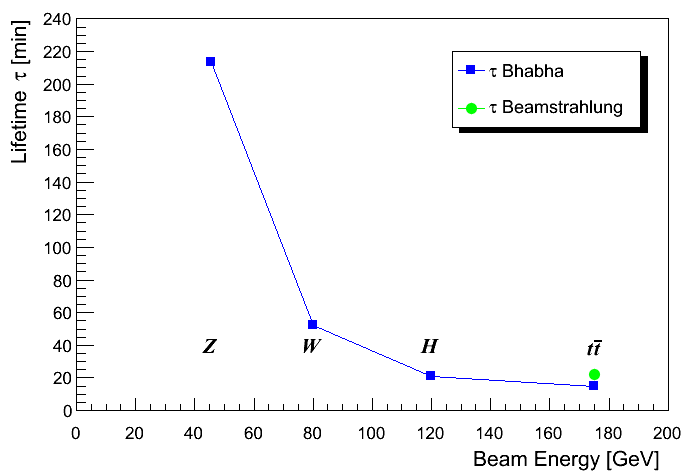 Lifetime τ [min]
240
220
200
180
160
140
120
100
80
60
40
20
0
τ Bhabha
τ Beamstrahlung
Z W H tt̄
0 20 40 60 80 100 120 140 160 180 200
Beam Energy [GeV]